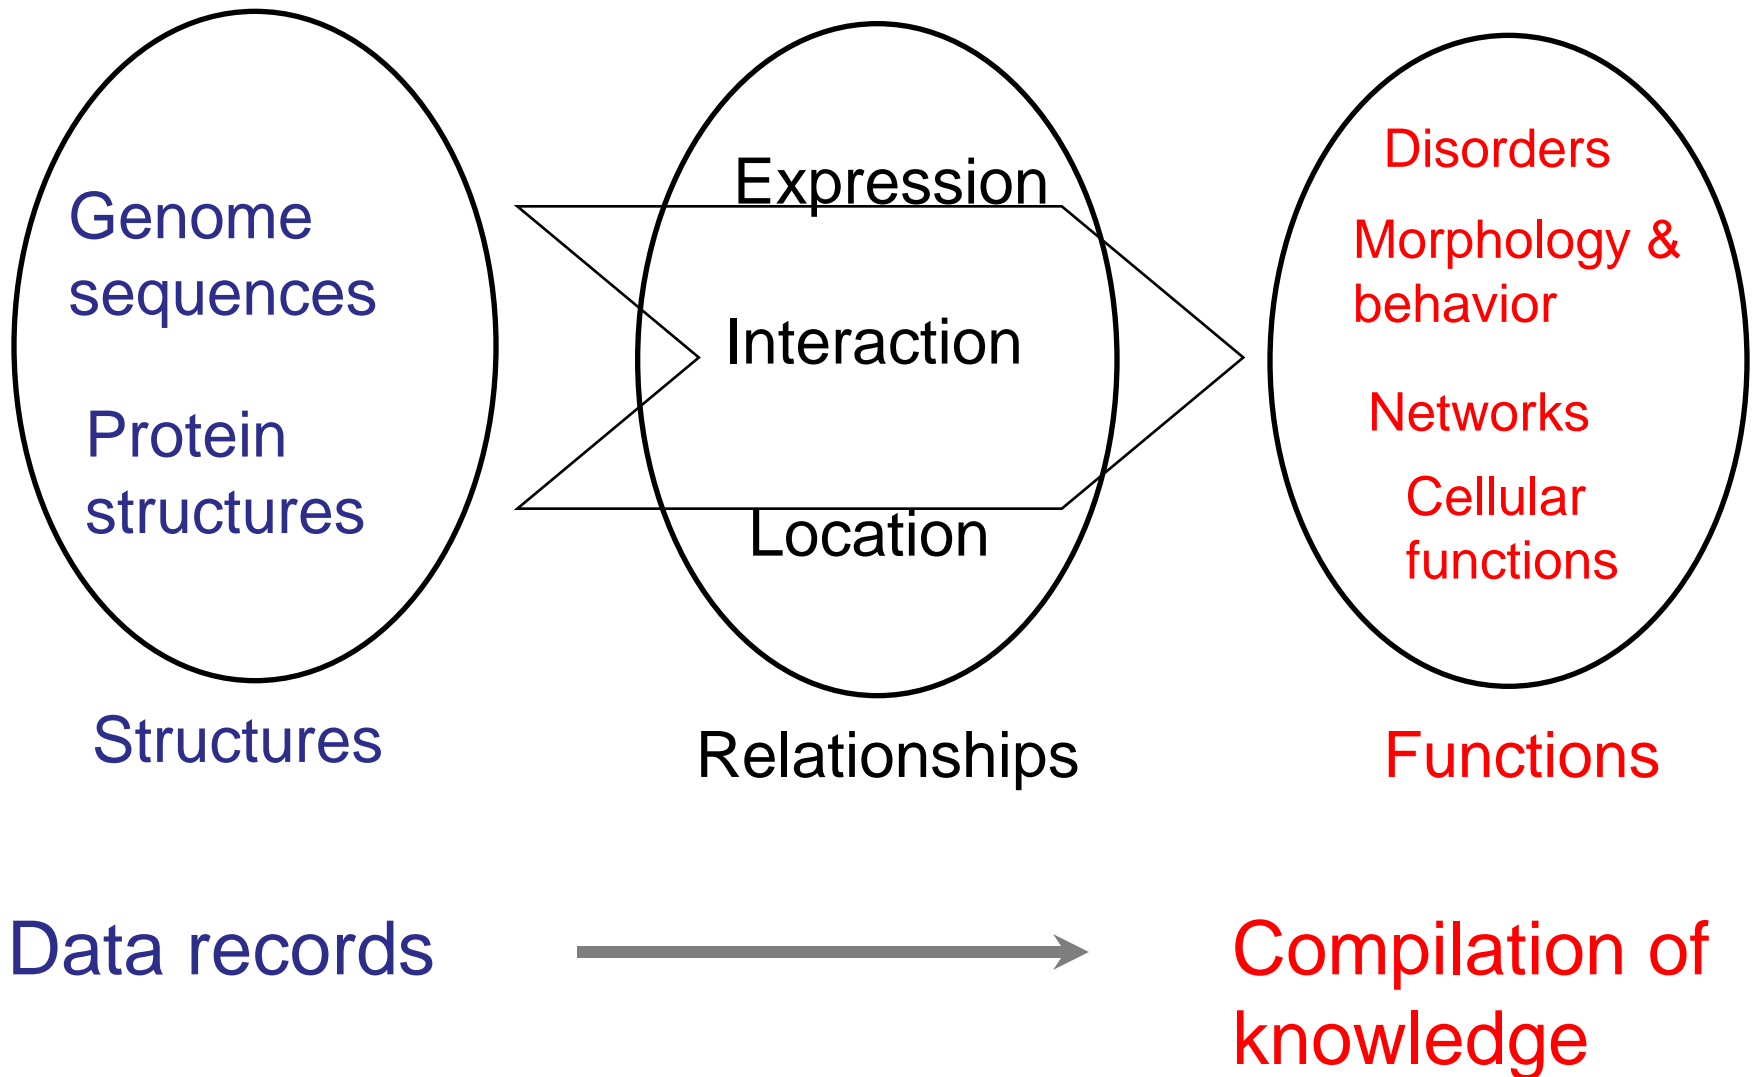 Genome
sequences
Protein
structures
Structures
Expression
Interaction
Location
Relationships
Disorders
Morphology &
behavior
Networks
Cellular
functions
Functions
Data records
Compilation of
knowledge